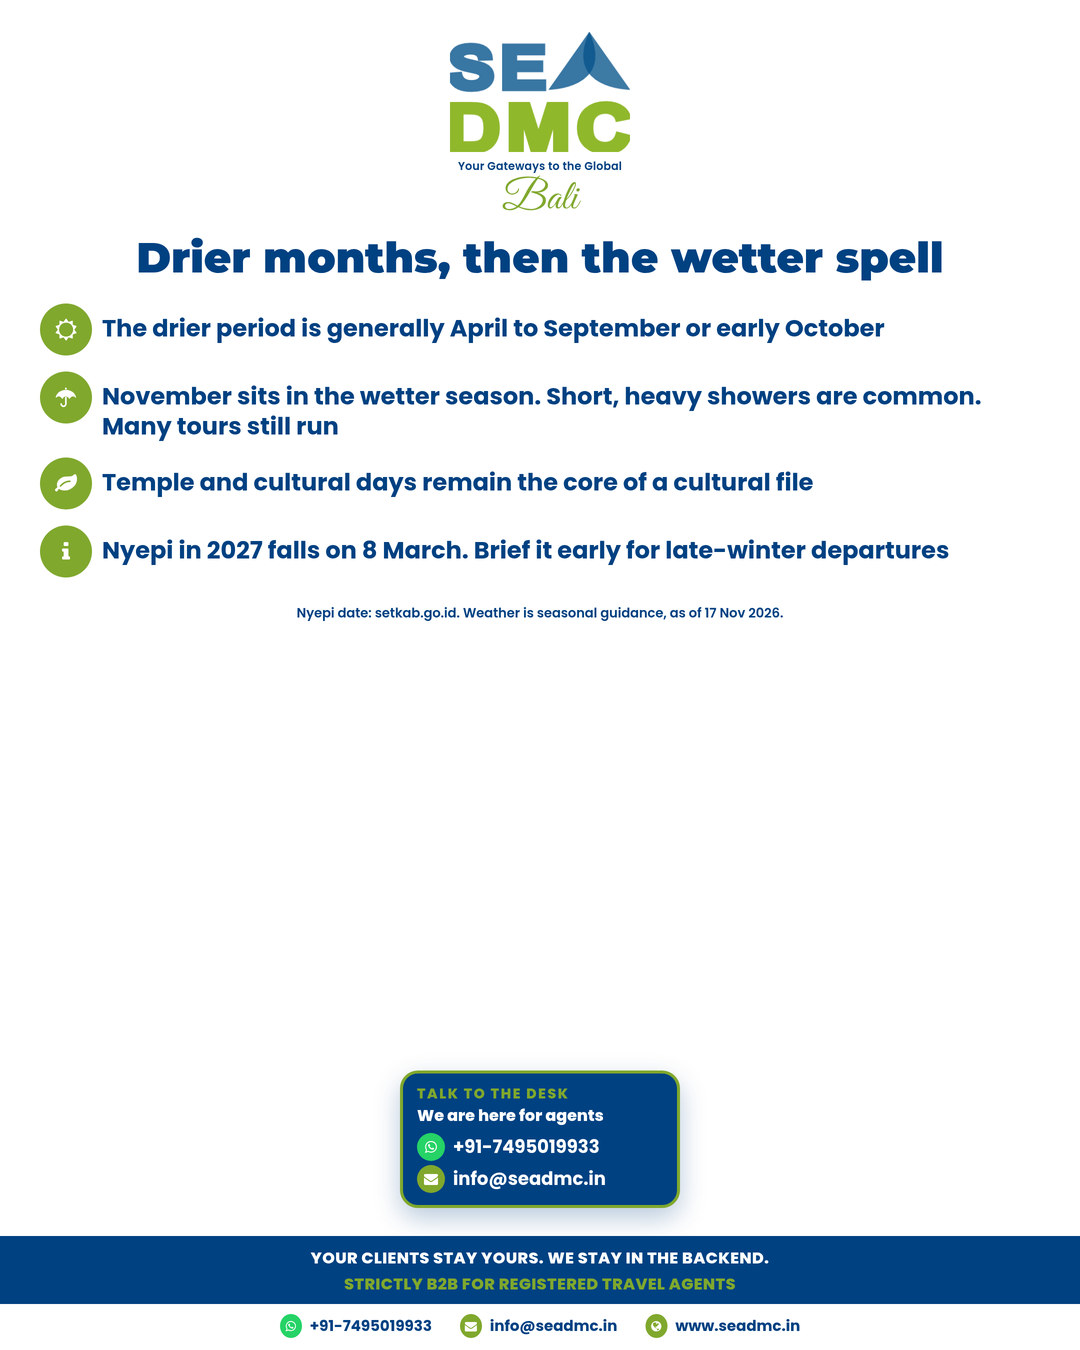 SEA
DMC
Your Gateways to the Global
Bali
Drier months, then the wetter spell
The drier period is generally April to September or early October
November sits in the wetter season. Short, heavy showers are common.
Many tours still run
Temple and cultural days remain the core of a cultural file
Nyepi in 2027 falls on 8 March. Brief it early for late-winter departures
Nyepi date: setkab.go.id. Weather is seasonal guidance, as of 17 Nov 2026.
TALK TO THE DESK
We are here for agents
+91-7495019933
info@seadmc.in
YOUR CLIENTS STAY YOURS. WE STAY IN THE BACKEND.
STRICTLY B2B FOR REGISTERED TRAVEL AGENTS
+91-7495019933 info@seadmc.in www.seadmc.in